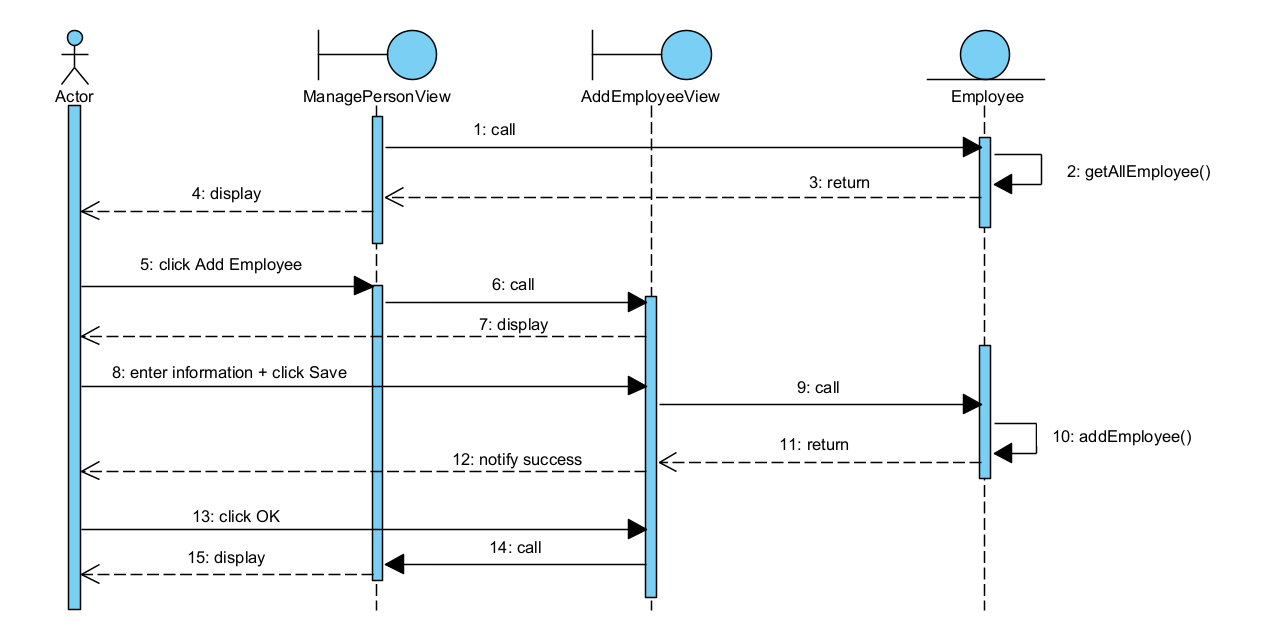 Actor
ManagePersonView
AddEmployeeView
Employee
1: call
2: getAllEmployee()
3: return
4: display
5: click Add Employee
6: call
7: display
8: enter information + click Save
9: call
10: addEmployee()
11: return
12: notify success
13: click OK
14: call
15: display